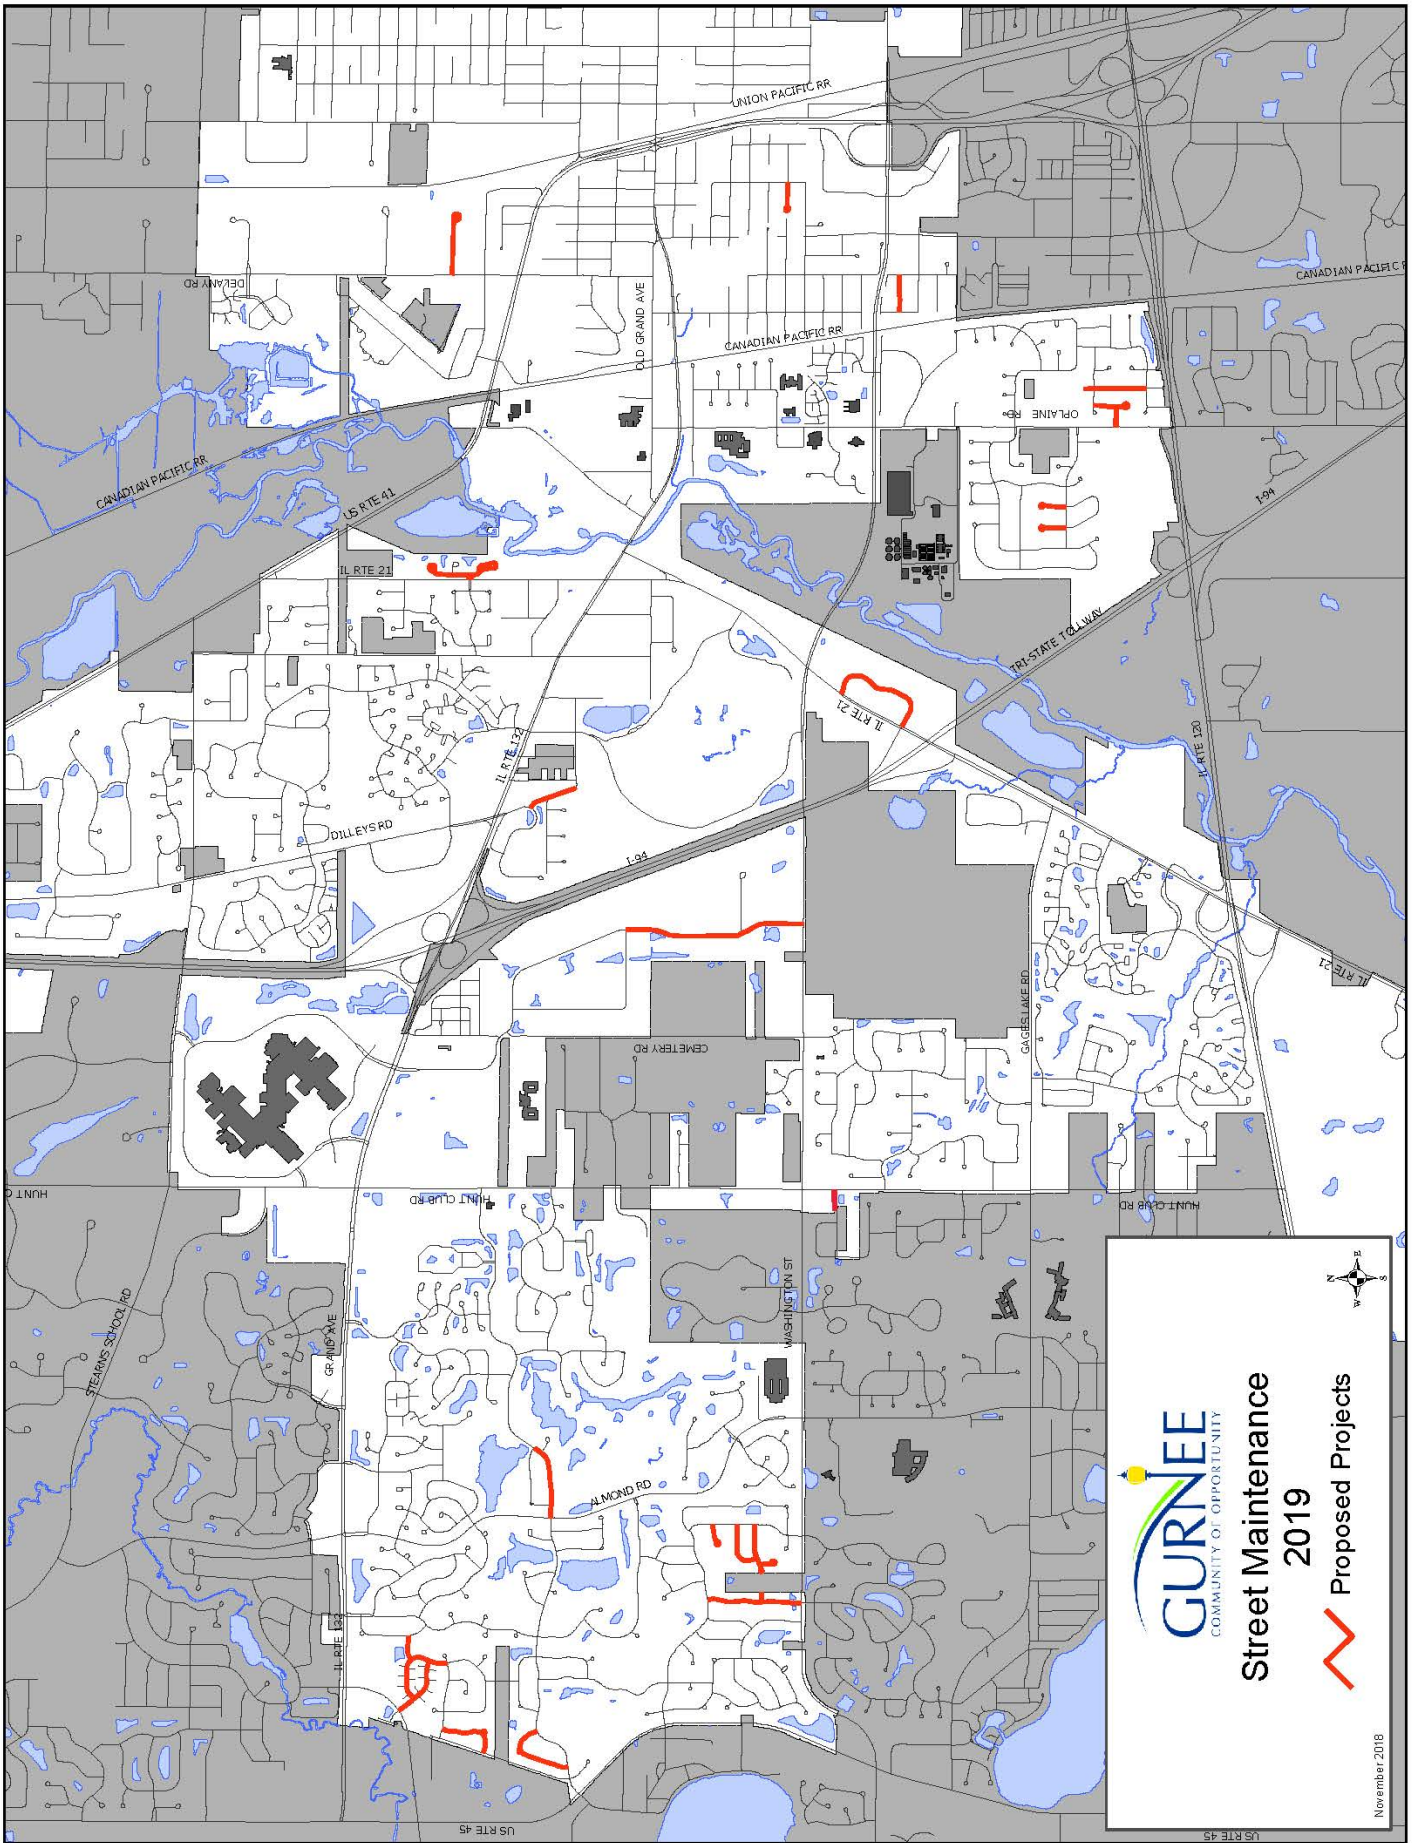 UNION PACIFIC RR
DELANY RD
CANADIAN PACIFIC R
OLD GRAND AVE
CANADIAN PACIFIC RR
CANADIAN PACIFIC RR
OPLAINE RD
US RTE 41
I-94
IL RTE 21
TRI-STATE TOLLWAY
IL RTE 21
IL RTE 120
IL RTE 132
DILLEYS RD
I-94
IL RTE 21
GAGES LAKE RD
CEMETERY RD
HUNT C
HUNT CLUB RD
HUNT CLUB RD
STEARNS SCHOOL RD
GRAND AVE
WASHINGTON ST
ALMOND RD
IL RTE 132
US RTE 45
US RTE 45
GURNEE
COMMUNITY OF OPPORTUNITY
Street Maintenance
2019
Proposed Projects
N
W
E
S
November 2018